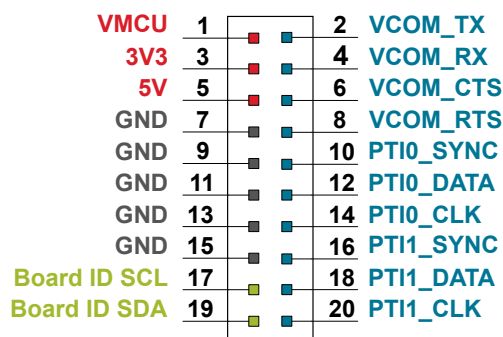 VMCU 1 2 VCOM_TX
3V3 3 4 VCOM_RX
5V 5 6 VCOM_CTS
GND 7 8 VCOM_RTS
GND 9 10 PTI0_SYNC
GND 11 12 PTI0_DATA
GND 13 14 PTI0_CLK
GND 15 16 PTI1_SYNC
Board ID SCL 17 18 PTI1_DATA
Board ID SDA 19 20 PTI1_CLK